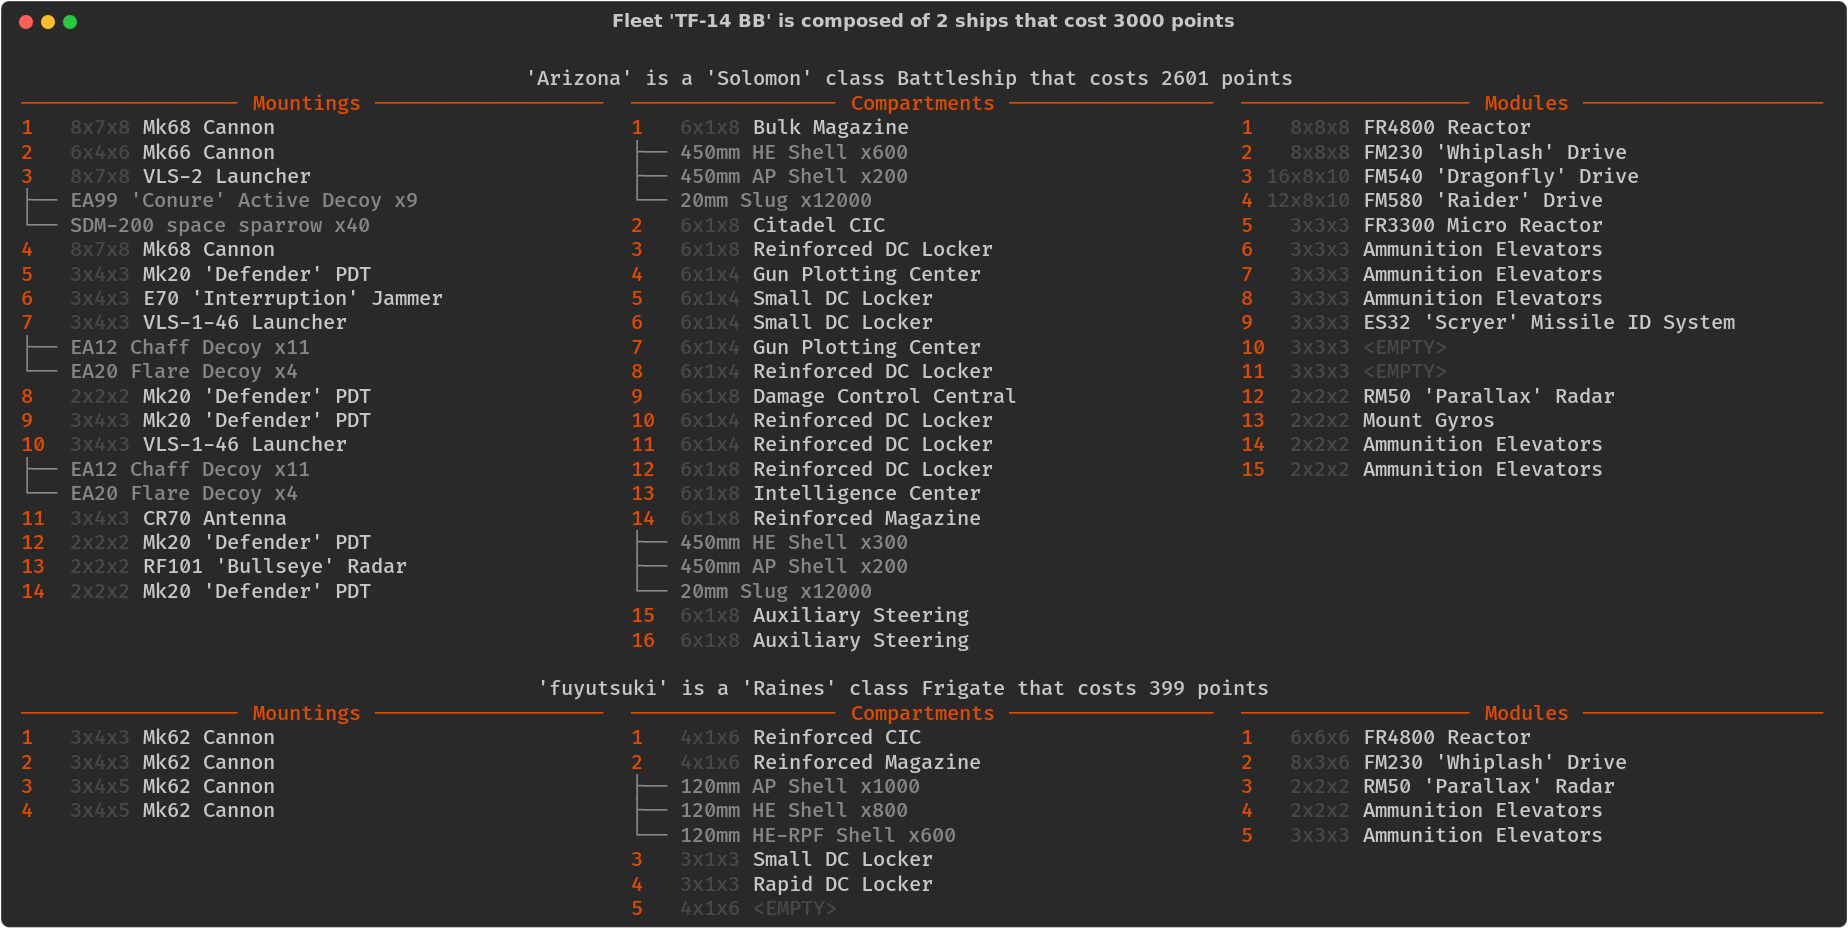 Fleet 'TF-14 BB' is composed of 2 ships that cost 3000 points
'Arizona' is a 'Solomon' class Battleship that costs 2601 points
Mountings
1 8x7x8 Mk68 Cannon
2 6x4x6 Mk66 Cannon
3 8x7x8 VLS-2 Launcher
EA99 'Conure' Active Decoy x9
SDM-200 space sparrow x40
4 8x7x8 Mk68 Cannon
5 3x4x3 Mk20 'Defender' PDT
6 3x4x3 E70 'Interruption' Jammer
7 3x4x3 VLS-1-46 Launcher
EA12 Chaff Decoy x11
EA20 Flare Decoy x4
8 2x2x2 Mk20 'Defender' PDT
9 3x4x3 Mk20 'Defender' PDT
10 3x4x3 VLS-1-46 Launcher
EA12 Chaff Decoy x11
EA20 Flare Decoy x4
11 3x4x3 CR70 Antenna
12 2x2x2 Mk20 'Defender' PDT
13 2x2x2 RF101 'Bullseye' Radar
14 2x2x2 Mk20 'Defender' PDT
Compartments
1 6x1x8 Bulk Magazine
450mm HE Shell x600
450mm AP Shell x200
20mm Slug x12000
2 6x1x8 Citadel CIC
3 6x1x8 Reinforced DC Locker
4 6x1x4 Gun Plotting Center
5 6x1x4 Small DC Locker
6 6x1x4 Small DC Locker
7 6x1x4 Gun Plotting Center
8 6x1x4 Reinforced DC Locker
9 6x1x8 Damage Control Central
10 6x1x4 Reinforced DC Locker
11 6x1x4 Reinforced DC Locker
12 6x1x8 Reinforced DC Locker
13 6x1x8 Intelligence Center
14 6x1x8 Reinforced Magazine
450mm HE Shell x300
450mm AP Shell x200
20mm Slug x12000
15 6x1x8 Auxiliary Steering
16 6x1x8 Auxiliary Steering
Modules
1 8x8x8 FR4800 Reactor
2 8x8x8 FM230 'Whiplash' Drive
3 16x8x10 FM540 'Dragonfly' Drive
4 12x8x10 FM580 'Raider' Drive
5 3x3x3 FR3300 Micro Reactor
6 3x3x3 Ammunition Elevators
7 3x3x3 Ammunition Elevators
8 3x3x3 Ammunition Elevators
9 3x3x3 ES32 'Scryer' Missile ID System
10 3x3x3 <EMPTY>
11 3x3x3 <EMPTY>
12 2x2x2 RM50 'Parallax' Radar
13 2x2x2 Mount Gyros
14 2x2x2 Ammunition Elevators
15 2x2x2 Ammunition Elevators
'fuyutsuki' is a 'Raines' class Frigate that costs 399 points
Mountings
1 3x4x3 Mk62 Cannon
2 3x4x3 Mk62 Cannon
3 3x4x5 Mk62 Cannon
4 3x4x5 Mk62 Cannon
Compartments
1 4x1x6 Reinforced CIC
2 4x1x6 Reinforced Magazine
120mm AP Shell x1000
120mm HE Shell x800
120mm HE-RPF Shell x600
3 3x1x3 Small DC Locker
4 3x1x3 Rapid DC Locker
5 4x1x6 <EMPTY>
Modules
1 6x6x6 FR4800 Reactor
2 8x3x6 FM230 'Whiplash' Drive
3 2x2x2 RM50 'Parallax' Radar
4 2x2x2 Ammunition Elevators
5 3x3x3 Ammunition Elevators